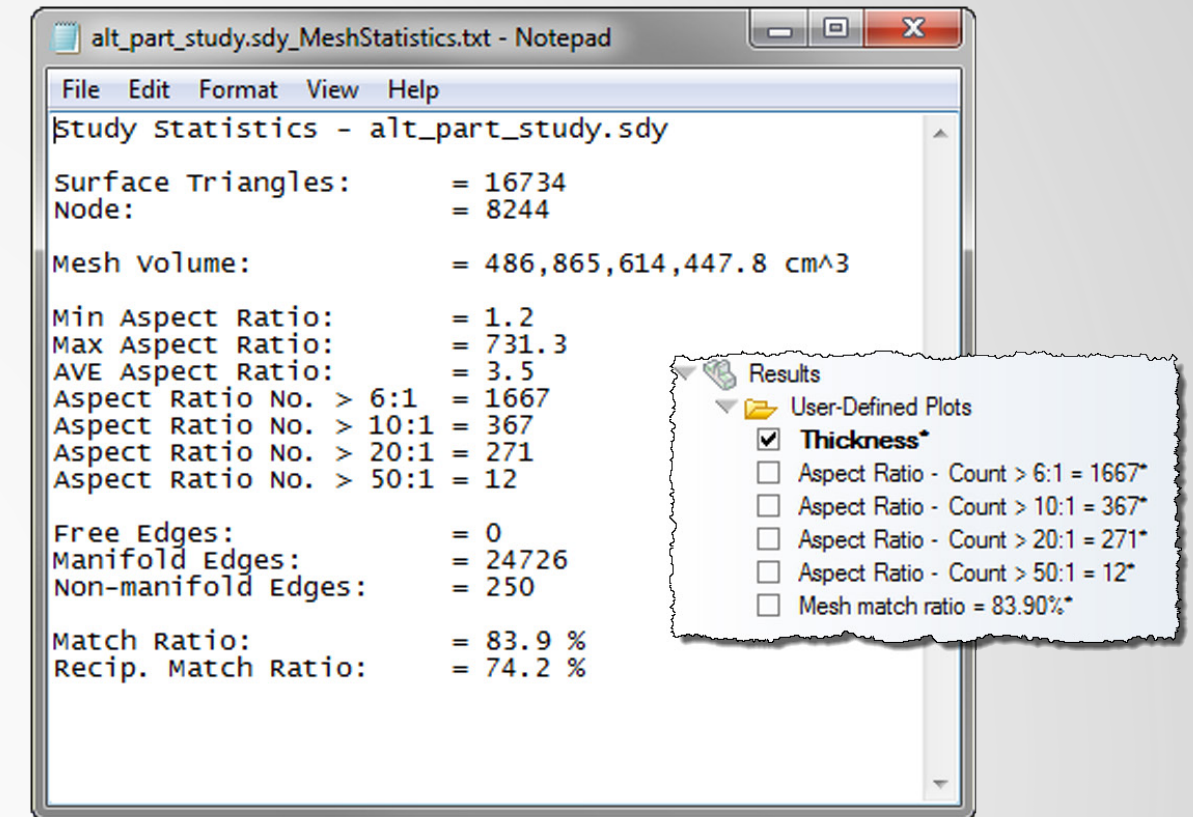 alt_part_study.sdy_MeshStatistics.txt - Notepad
File Edit Format View Help
Study Statistics - alt_part_study.sdy
Surface Triangles: = 16734
Node: = 8244
Mesh Volume: = 486,865,614,447.8 cm^3
Min Aspect Ratio: = 1.2
Max Aspect Ratio: = 731.3
AVE Aspect Ratio: = 3.5
Aspect Ratio No. > 6:1 = 1667
Aspect Ratio No. > 10:1 = 367
Aspect Ratio No. > 20:1 = 271
Aspect Ratio No. > 50:1 = 12
Free Edges: = 0
Manifold Edges: = 24726
Non-manifold Edges: = 250
Match Ratio: = 83.9 %
Recip. Match Ratio: = 74.2 %
Results
User-Defined Plots
Thickness*
Aspect Ratio - Count > 6:1 = 1667*
Aspect Ratio - Count > 10:1 = 367*
Aspect Ratio - Count > 20:1 = 271*
Aspect Ratio - Count > 50:1 = 12*
Mesh match ratio = 83.90%*